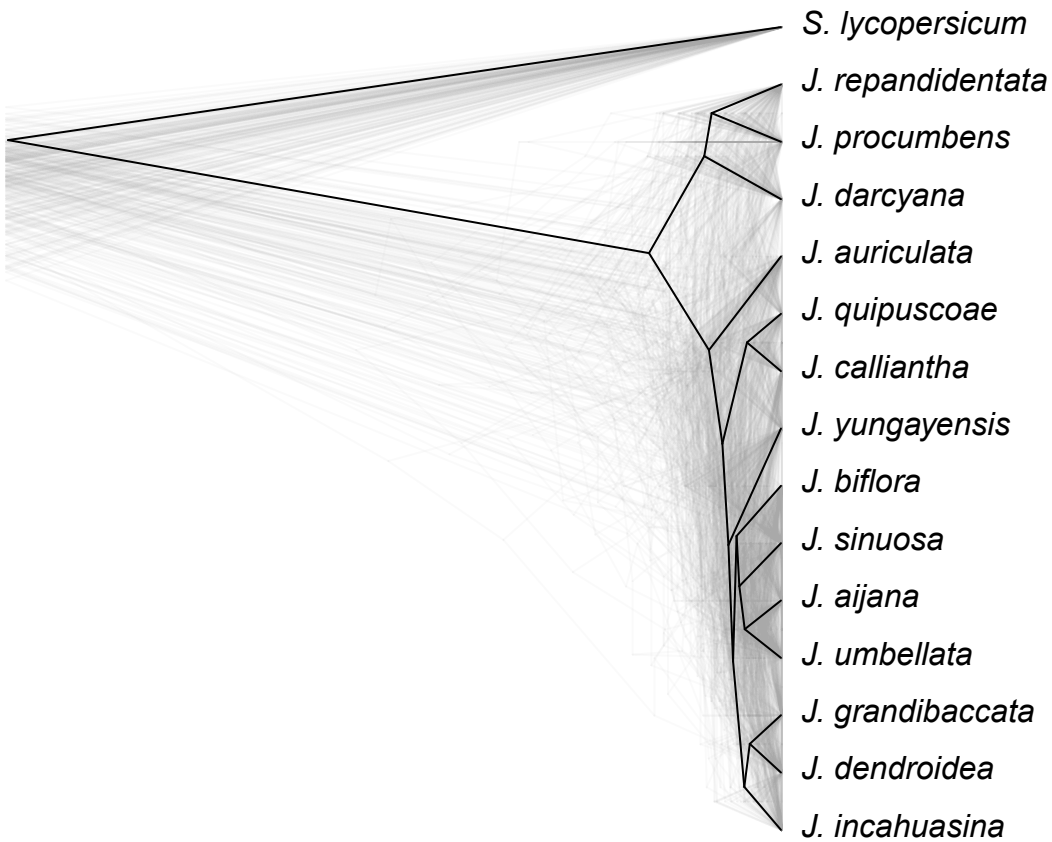 S. lycopersicum
J. repandidentata
J. procumbens
J. darcyana
J. auriculata
J. quipuscoae
J. calliantha
J. yungayensis
J. biflora
J. sinuosa
J. aijana
J. umbellata
J. grandibaccata
J. dendroidea
J. incahuasina